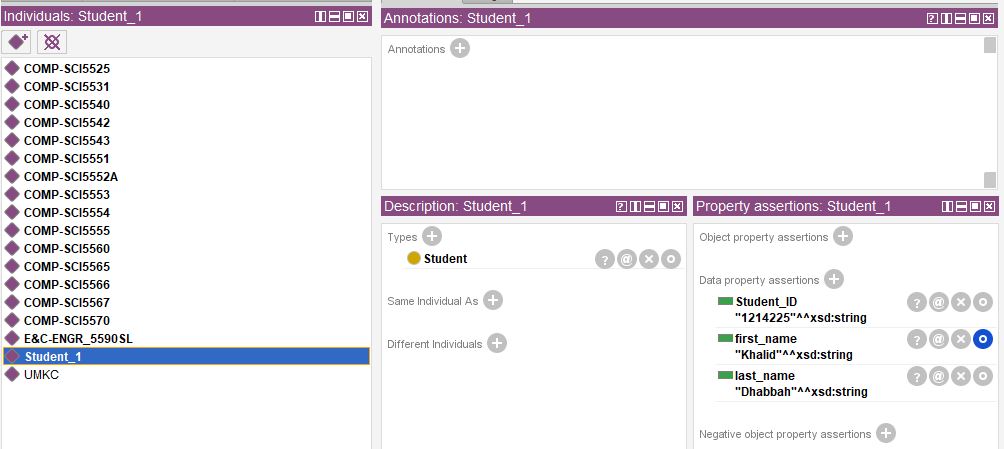 Individuals: Student_1
COMP-SCI5525
COMP-SCI5531
COMP-SCI5540
COMP-SCI5542
COMP-SCI5543
COMP-SCI5551
COMP-SCI5552A
COMP-SCI5553
COMP-SCI5554
COMP-SCI5555
COMP-SCI5560
COMP-SCI5565
COMP-SCI5566
COMP-SCI5567
COMP-SCI5570
E&C-ENGR_5590SL
Student_1
UMKC
Annotations: Student_1
Annotations
Description: Student_1
Types
Student
Same Individual As
Different Individuals
Property assertions: Student_1
Object property assertions
Data property assertions
Student_ID
"1214225"^^xsd:string
first_name
"Khalid"^^xsd:string
last_name
"Dhabbah"^^xsd:string
Negative object property assertions